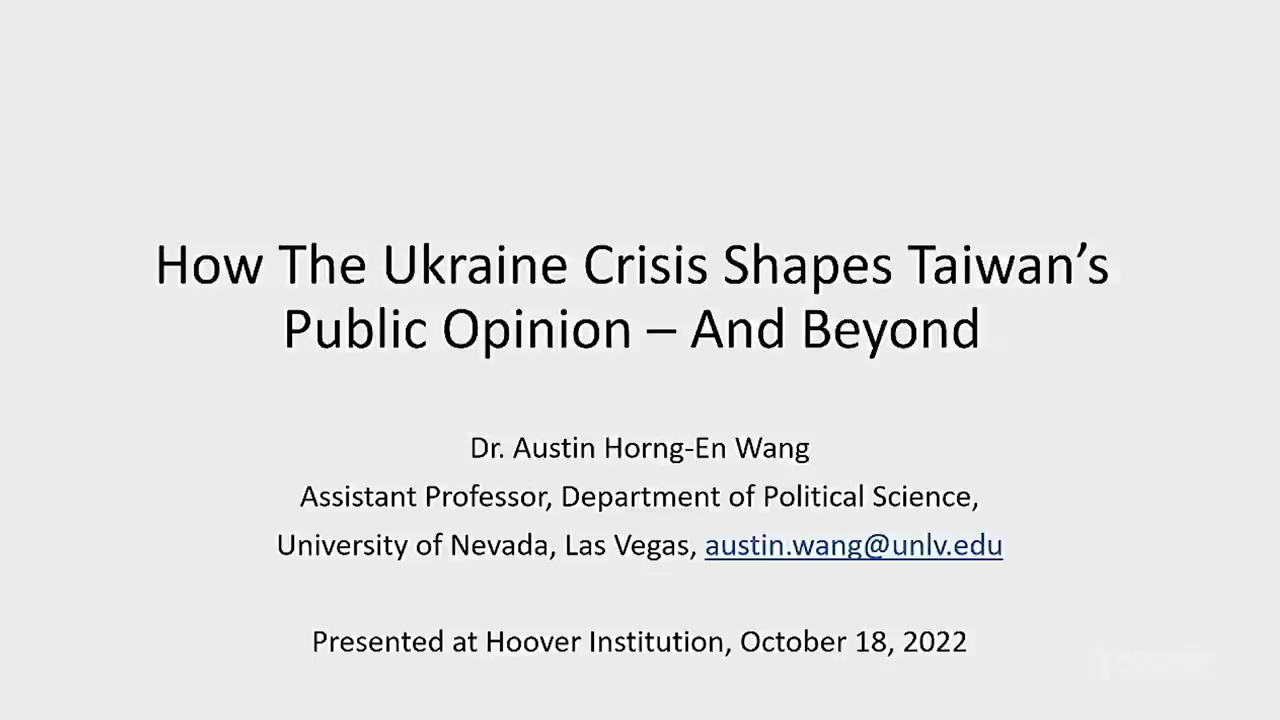 How The Ukraine Crisis Shapes Taiwan’s
Public Opinion – And Beyond
Dr. Austin Horng-En Wang
Assistant Professor, Department of Political Science,
University of Nevada, Las Vegas, austin.wang@unlv.edu
Presented at Hoover Institution, October 18, 2022